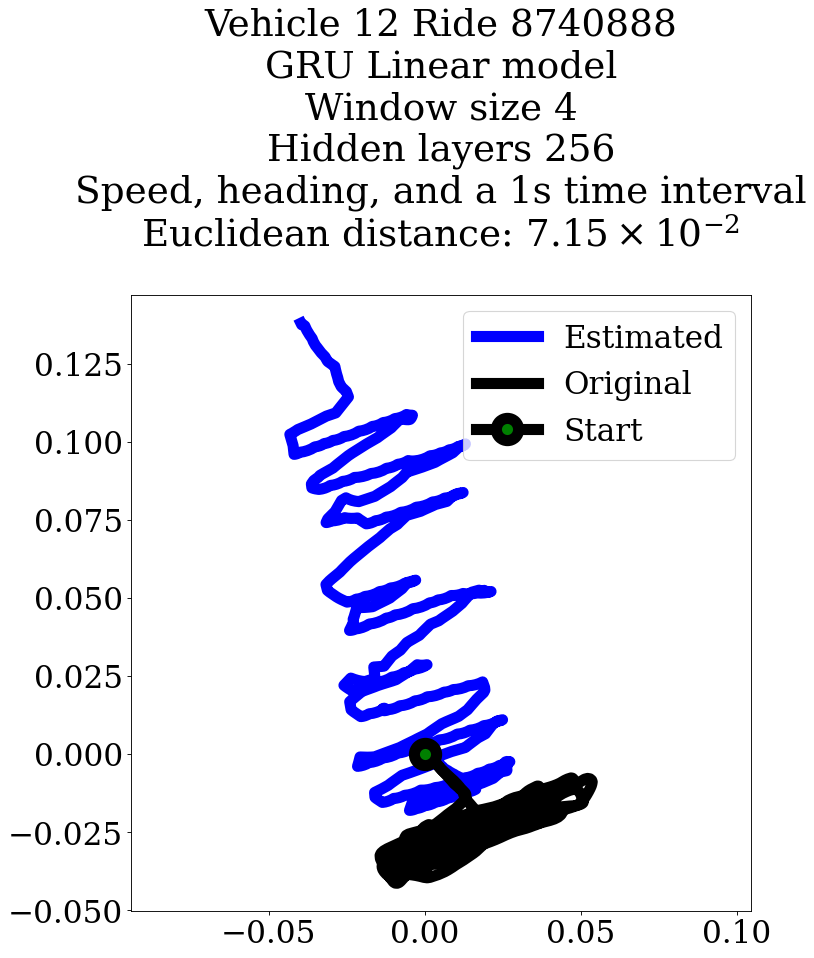 Vehicle 12 Ride 8740888
GRU Linear model
Window size 4
Hidden layers 256
Speed, heading, and a 1s time interval
Euclidean distance: 7.15 × 10⁻²
Estimated
Original
Start
0.125
0.100
0.075
0.050
0.025
0.000
−0.025
−0.050
−0.05
0.00
0.05
0.10